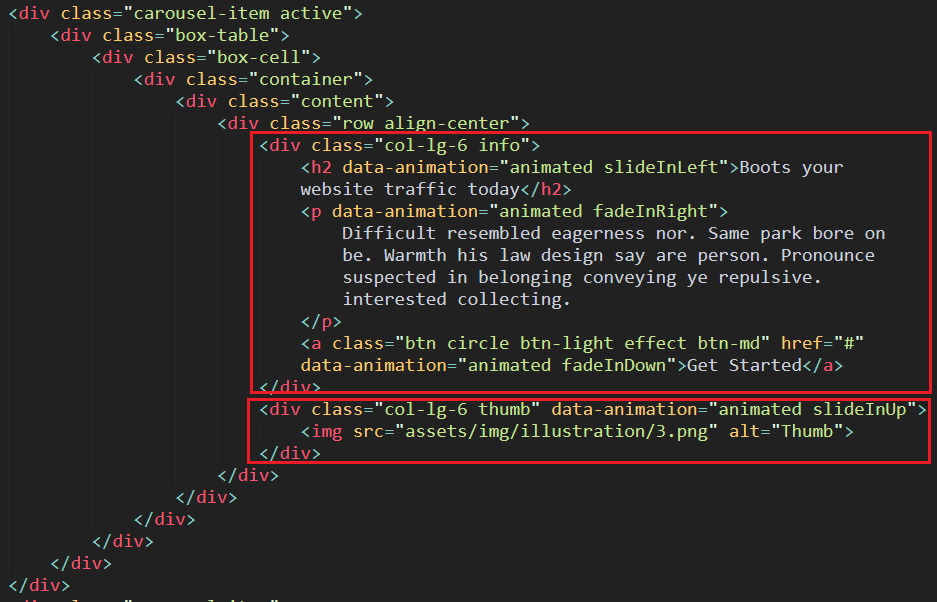 <div class="carousel-item active">
<div class="box-table">
<div class="box-cell">
<div class="container">
<div class="content">
<div class="row align-center">
<div class="col-lg-6 info">
<h2 data-animation="animated slideInLeft">Boots your
website traffic today</h2>
<p data-animation="animated fadeInRight">
Difficult resembled eagerness nor. Same park bore on
be. Warmth his law design say are person. Pronounce
suspected in belonging conveying ye repulsive.
interested collecting.
</p>
<a class="btn circle btn-light effect btn-md" href="#"
data-animation="animated fadeInDown">Get Started</a>
</div>
<div class="col-lg-6 thumb" data-animation="animated slideInUp">
<img src="assets/img/illustration/3.png" alt="Thumb">
</div>
</div>
</div>
</div>
</div>
</div>
</div>